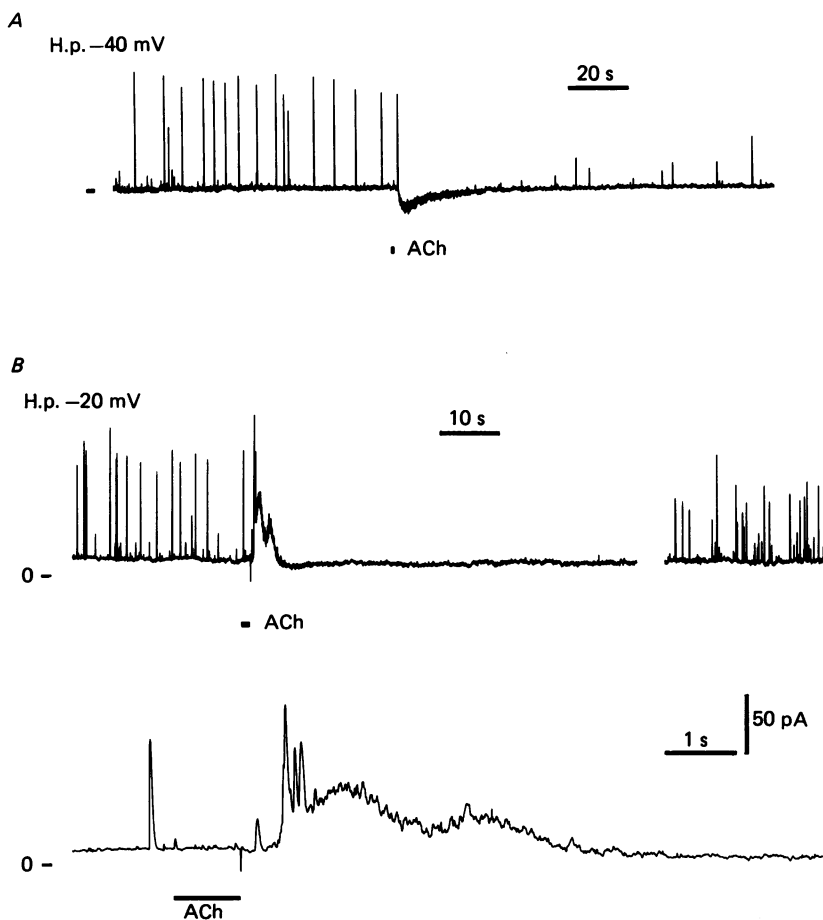 A
H.p. –40 mV
20 s
ACh
B
H.p. –20 mV
10 s
0 –
ACh
50 pA
1 s
0 –
ACh